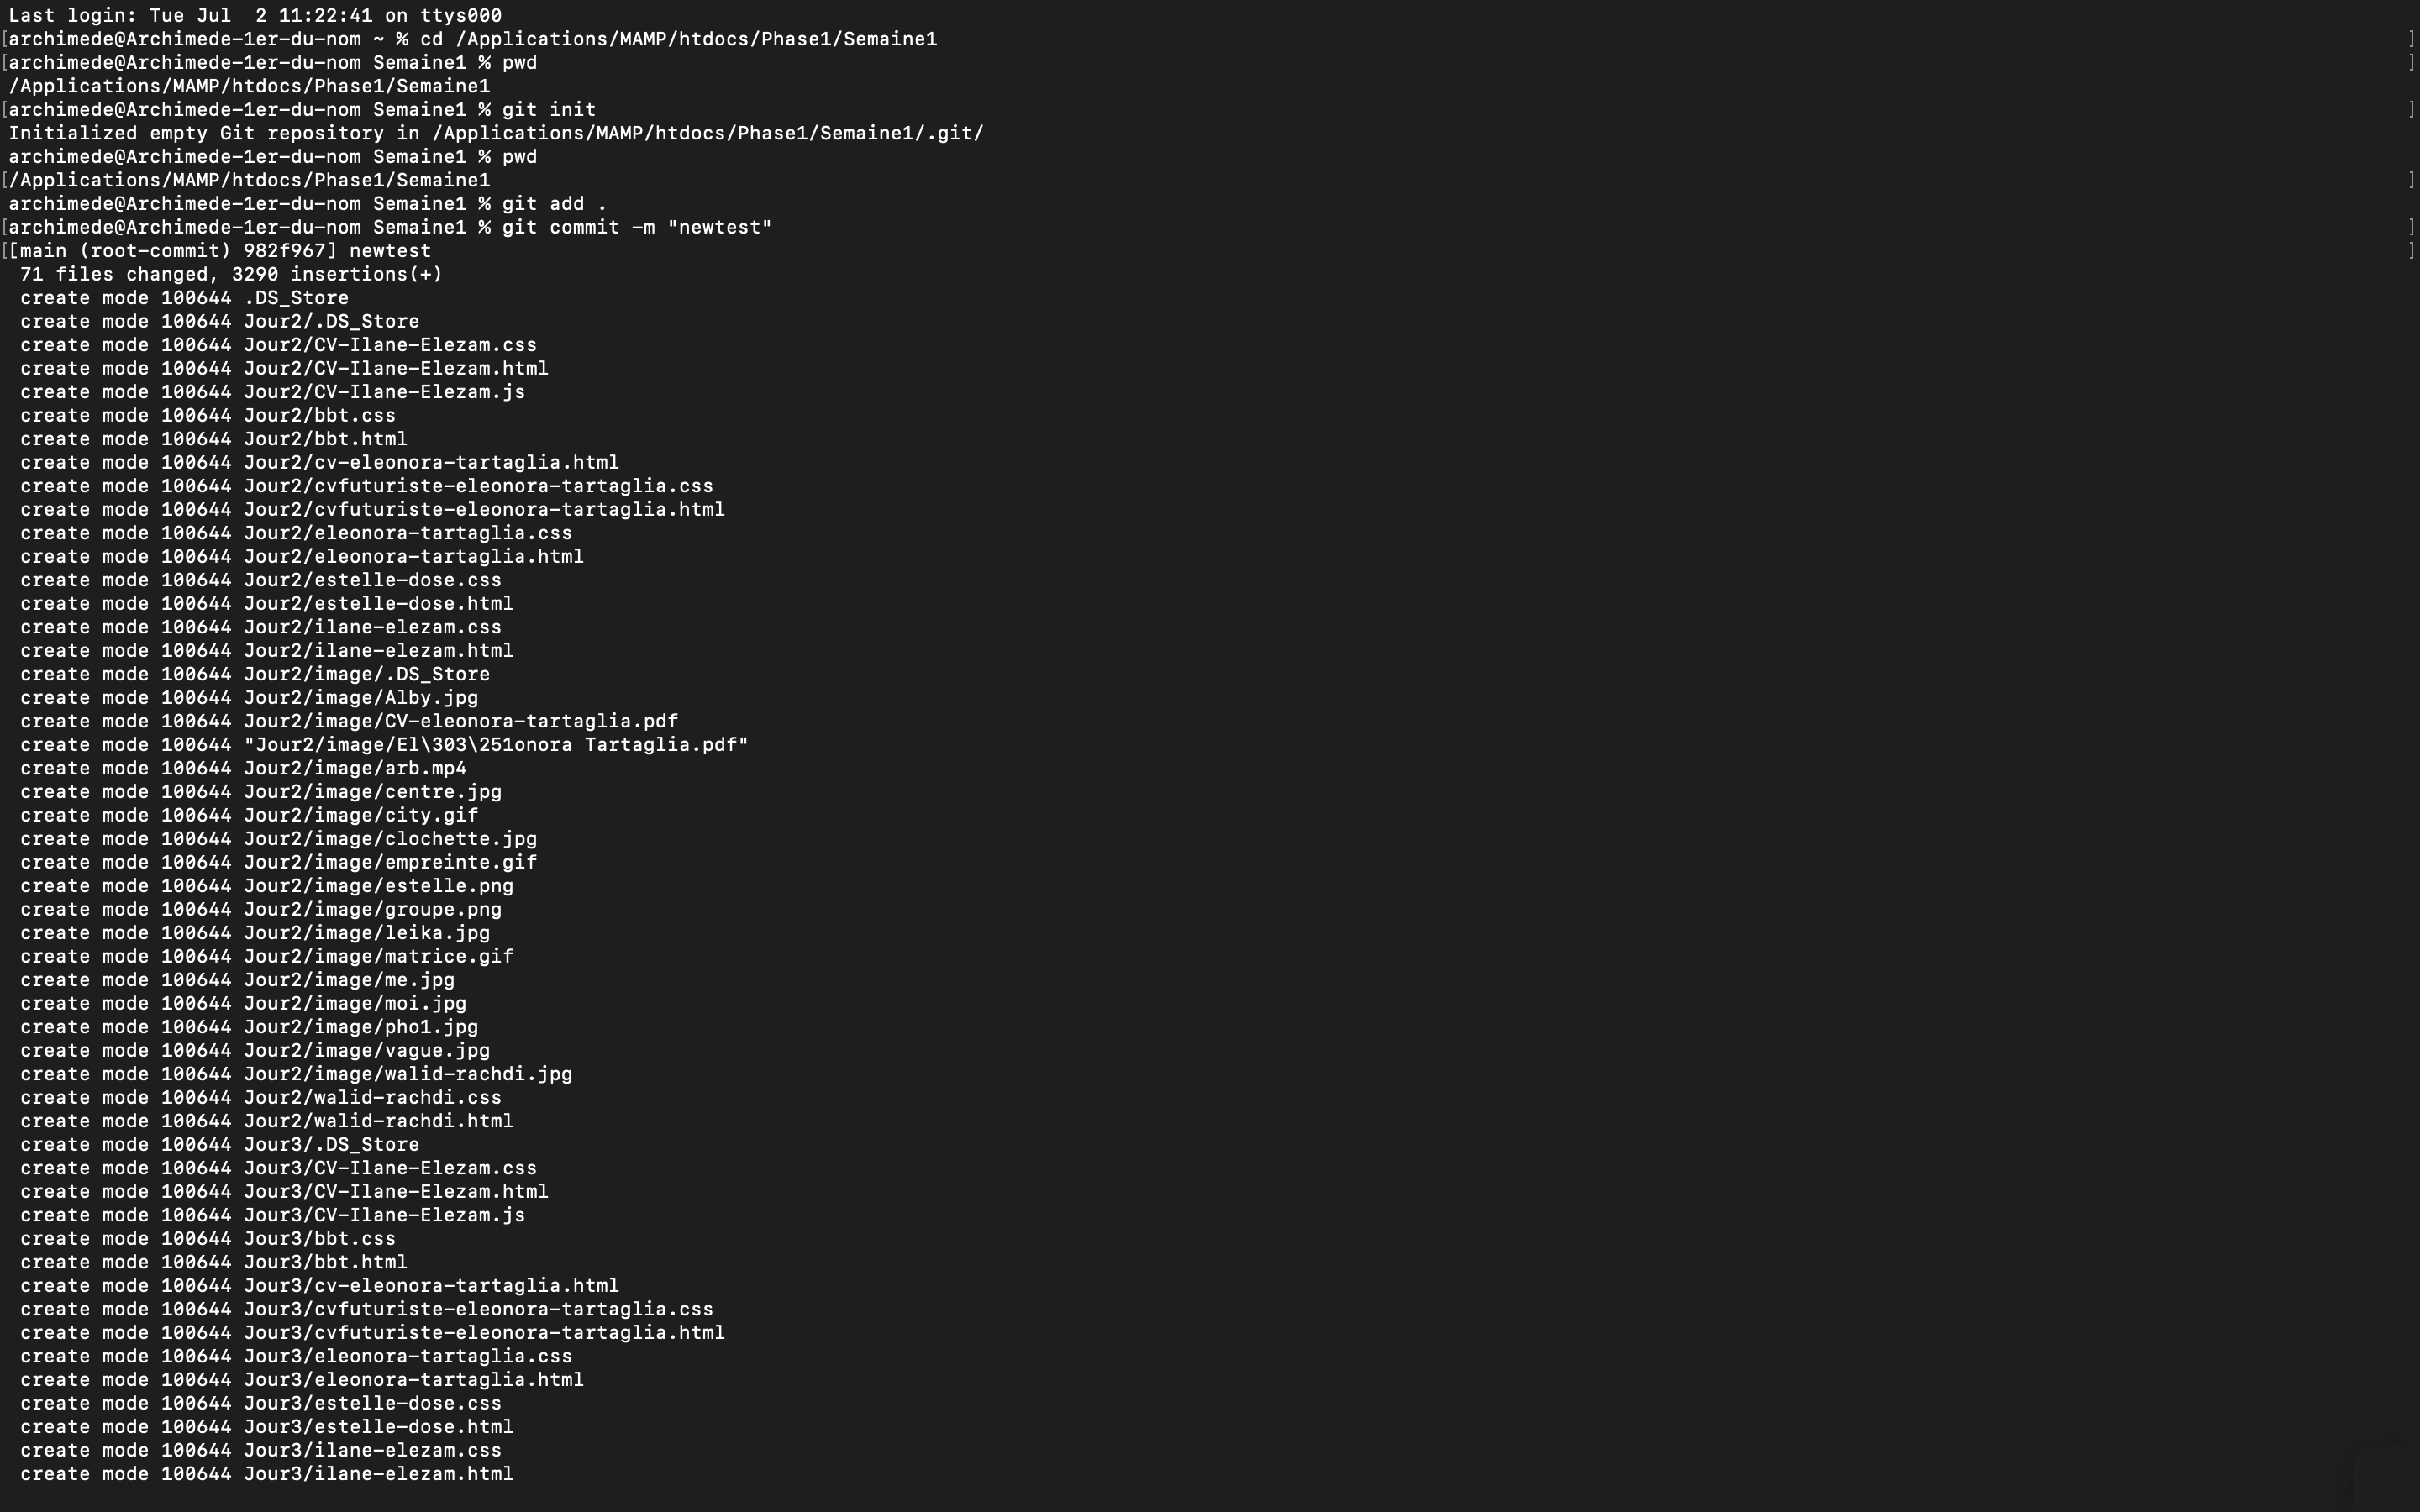 Last login: Tue Jul  2 11:22:41 on ttys000
[archimede@Archimede-1er-du-nom ~ % cd /Applications/MAMP/htdocs/Phase1/Semaine1 ]
[archimede@Archimede-1er-du-nom Semaine1 % pwd ]
/Applications/MAMP/htdocs/Phase1/Semaine1
[archimede@Archimede-1er-du-nom Semaine1 % git init ]
Initialized empty Git repository in /Applications/MAMP/htdocs/Phase1/Semaine1/.git/
archimede@Archimede-1er-du-nom Semaine1 % pwd
[/Applications/MAMP/htdocs/Phase1/Semaine1 ]
archimede@Archimede-1er-du-nom Semaine1 % git add .
[archimede@Archimede-1er-du-nom Semaine1 % git commit -m "newtest" ]
[[main (root-commit) 982f967] newtest ]
71 files changed, 3290 insertions(+)
create mode 100644 .DS_Store
create mode 100644 Jour2/.DS_Store
create mode 100644 Jour2/CV-Ilane-Elezam.css
create mode 100644 Jour2/CV-Ilane-Elezam.html
create mode 100644 Jour2/CV-Ilane-Elezam.js
create mode 100644 Jour2/bbt.css
create mode 100644 Jour2/bbt.html
create mode 100644 Jour2/cv-eleonora-tartaglia.html
create mode 100644 Jour2/cvfuturiste-eleonora-tartaglia.css
create mode 100644 Jour2/cvfuturiste-eleonora-tartaglia.html
create mode 100644 Jour2/eleonora-tartaglia.css
create mode 100644 Jour2/eleonora-tartaglia.html
create mode 100644 Jour2/estelle-dose.css
create mode 100644 Jour2/estelle-dose.html
create mode 100644 Jour2/ilane-elezam.css
create mode 100644 Jour2/ilane-elezam.html
create mode 100644 Jour2/image/.DS_Store
create mode 100644 Jour2/image/Alby.jpg
create mode 100644 Jour2/image/CV-eleonora-tartaglia.pdf
create mode 100644 "Jour2/image/El\303\251onora Tartaglia.pdf"
create mode 100644 Jour2/image/arb.mp4
create mode 100644 Jour2/image/centre.jpg
create mode 100644 Jour2/image/city.gif
create mode 100644 Jour2/image/clochette.jpg
create mode 100644 Jour2/image/empreinte.gif
create mode 100644 Jour2/image/estelle.png
create mode 100644 Jour2/image/groupe.png
create mode 100644 Jour2/image/leika.jpg
create mode 100644 Jour2/image/matrice.gif
create mode 100644 Jour2/image/me.jpg
create mode 100644 Jour2/image/moi.jpg
create mode 100644 Jour2/image/pho1.jpg
create mode 100644 Jour2/image/vague.jpg
create mode 100644 Jour2/image/walid-rachdi.jpg
create mode 100644 Jour2/walid-rachdi.css
create mode 100644 Jour2/walid-rachdi.html
create mode 100644 Jour3/.DS_Store
create mode 100644 Jour3/CV-Ilane-Elezam.css
create mode 100644 Jour3/CV-Ilane-Elezam.html
create mode 100644 Jour3/CV-Ilane-Elezam.js
create mode 100644 Jour3/bbt.css
create mode 100644 Jour3/bbt.html
create mode 100644 Jour3/cv-eleonora-tartaglia.html
create mode 100644 Jour3/cvfuturiste-eleonora-tartaglia.css
create mode 100644 Jour3/cvfuturiste-eleonora-tartaglia.html
create mode 100644 Jour3/eleonora-tartaglia.css
create mode 100644 Jour3/eleonora-tartaglia.html
create mode 100644 Jour3/estelle-dose.css
create mode 100644 Jour3/estelle-dose.html
create mode 100644 Jour3/ilane-elezam.css
create mode 100644 Jour3/ilane-elezam.html